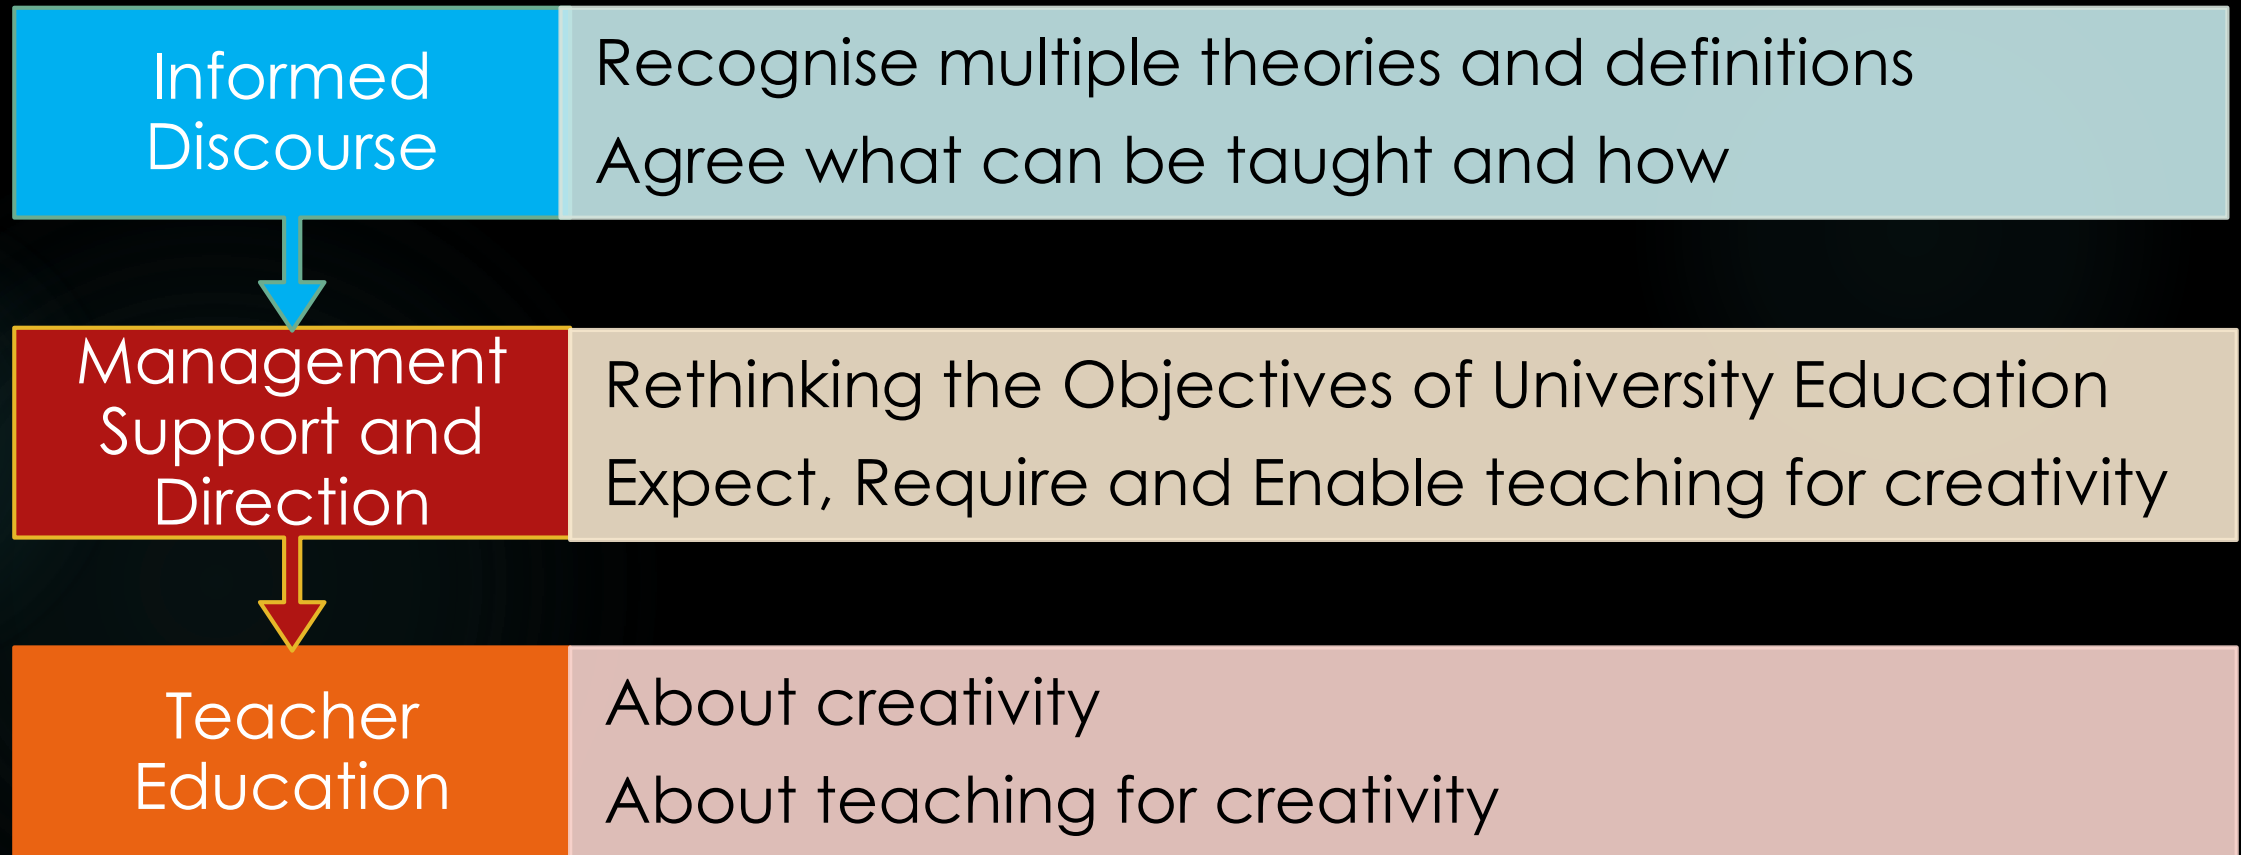 Informed
Discourse
Recognise multiple theories and definitions
Agree what can be taught and how
Management
Support and
Direction
Rethinking the Objectives of University Education
Expect, Require and Enable teaching for creativity
Teacher
Education
About creativity
About teaching for creativity